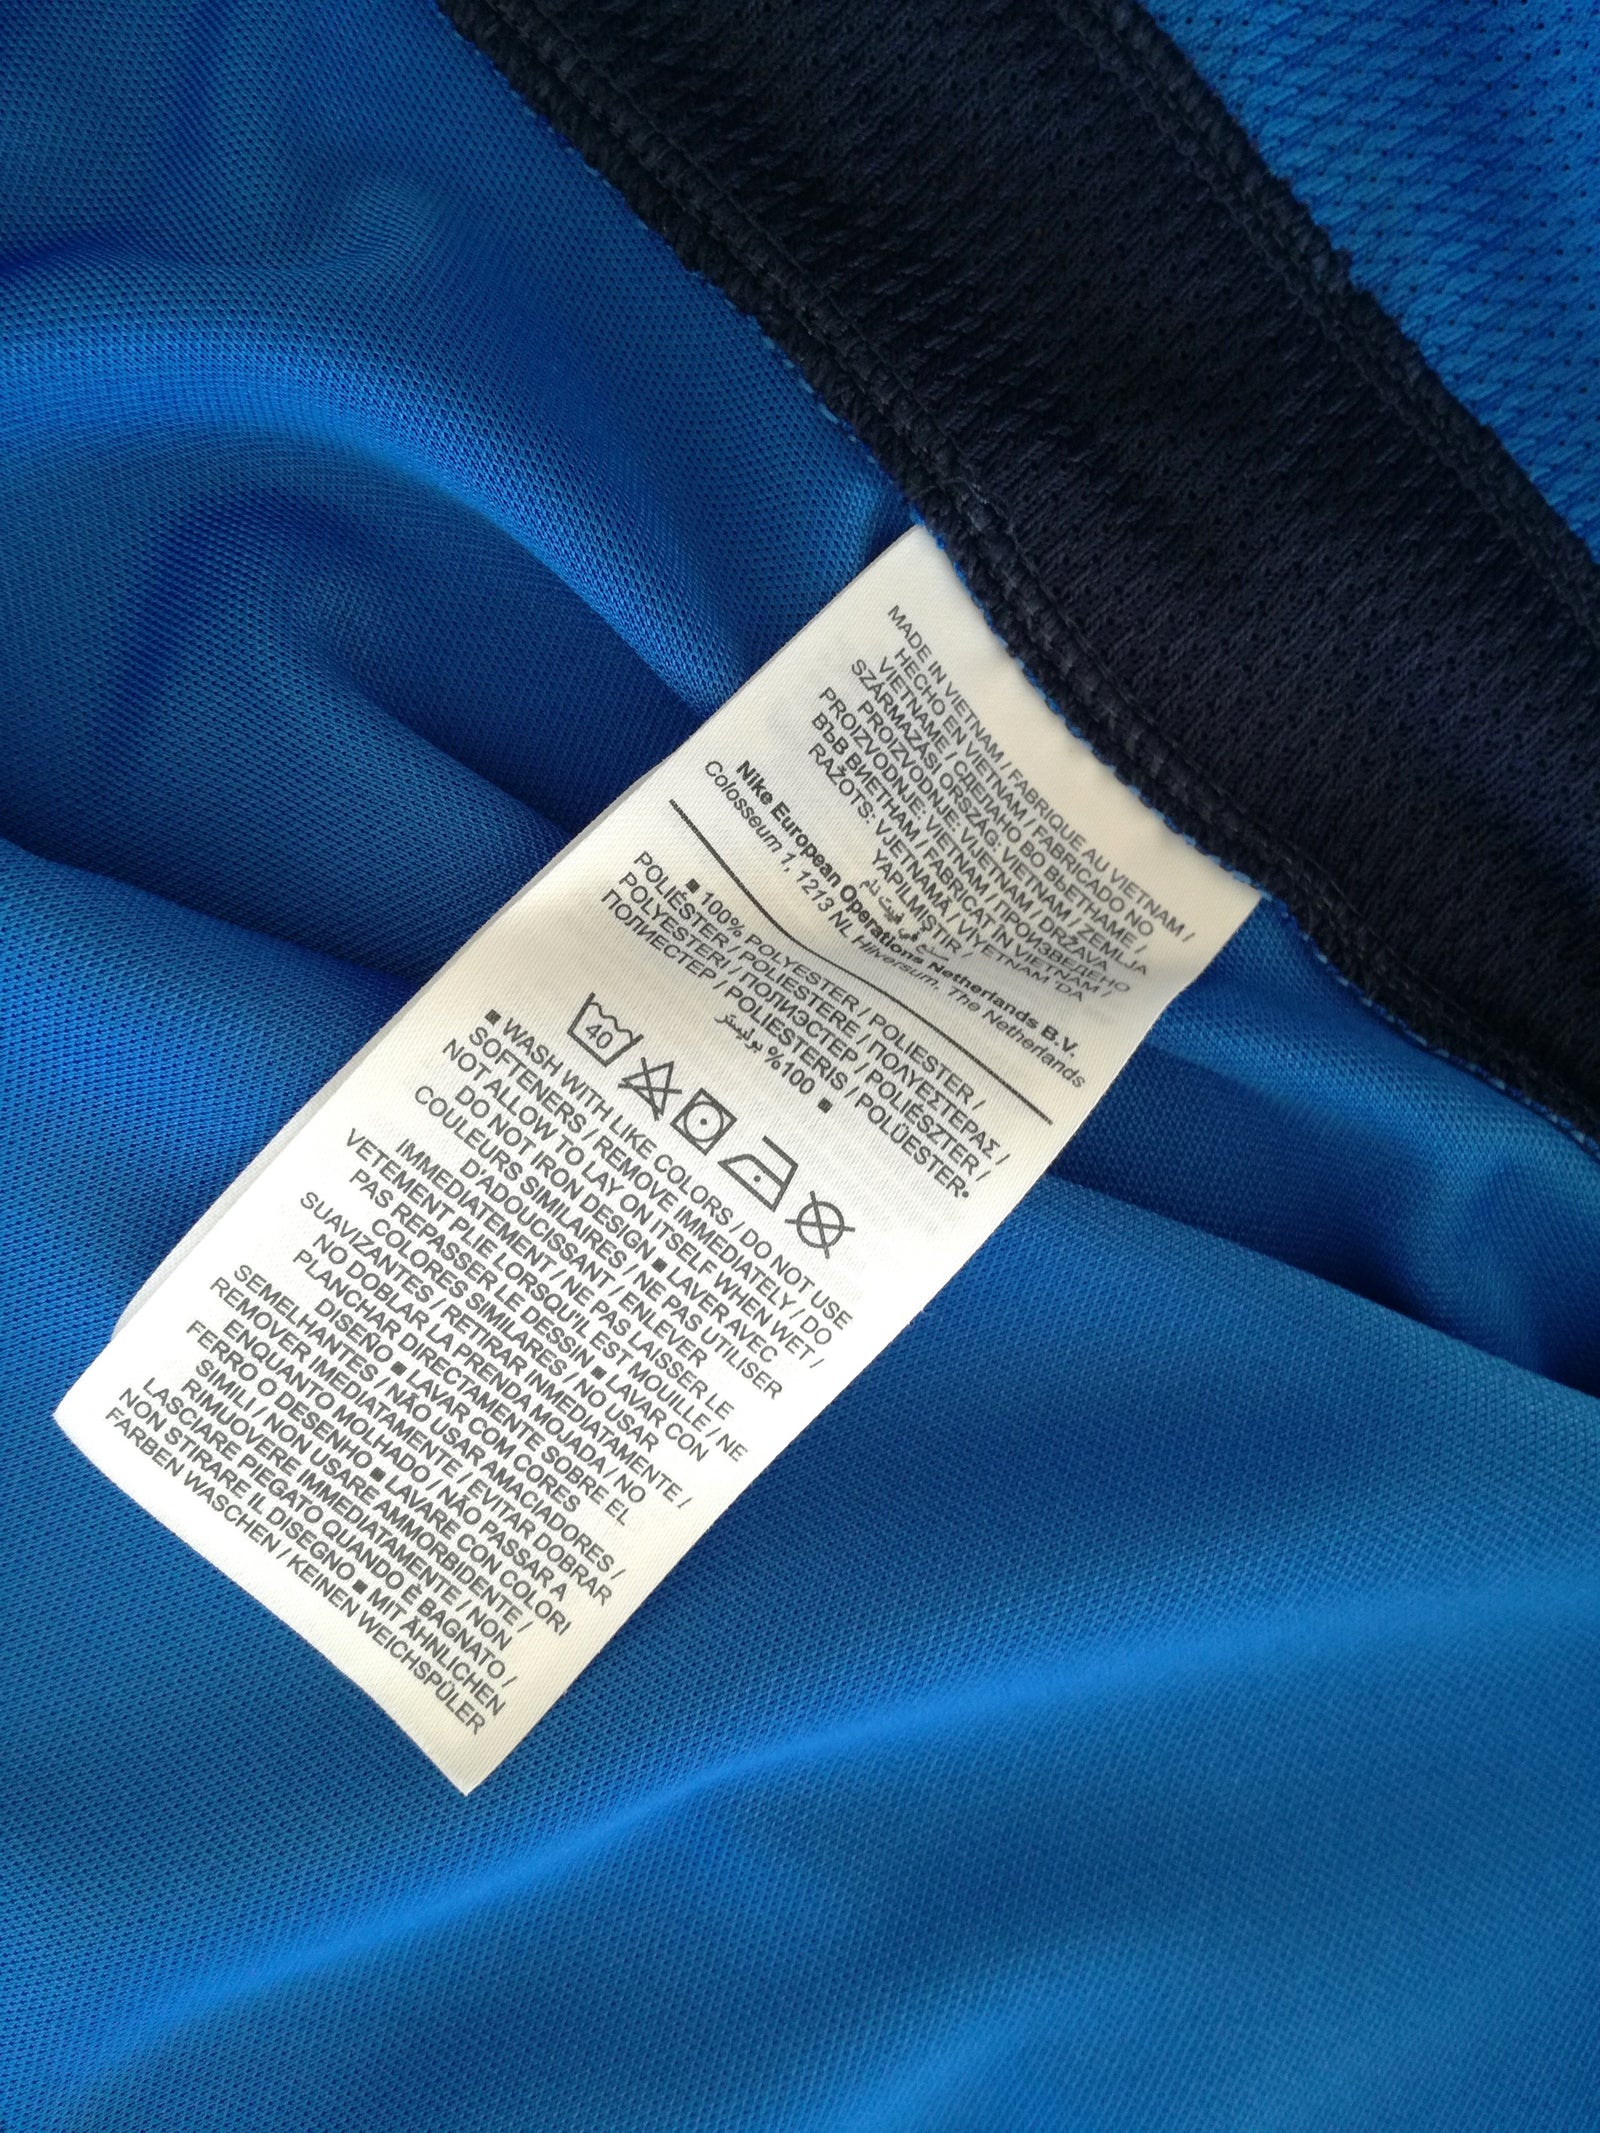 MADE IN VIETNAM / FABRIQUE AU VIETNAM /
HECHO EN VIETNAM / FABRICADO NO
VIETNAME / СДЕЛАНО ВО ВЬЕТНАМЕ /
SZÁRMAZÁSI ORSZÁG: VIETNAM / ZEMLJA
PROIZVODNJE: VIJETNAM / DRŽAVA
PROIZVODNJE: VIETNAM / ПРОИЗВЕДЕНО
ВЪВ ВИЕТНАМ / FABRICAT ÎN VIETNAM /
RAŽOTS: VJETNAMĀ / VİYETNAM 'DA
YAPILMIŞTIR /
صنع في فيتنام
Nike European Operations Netherlands B.V.
Colosseum 1, 1213 NL Hilversum, The Netherlands
■ 100% POLYESTER / POLIESTER /
POLIÉSTER / POLIESTERE / ΠΟΛΥΕΣΤΕΡΑΣ /
POLYESTER / ПОЛИЭСТЕР / POLIÉSZTER /
POLYESTERI / ПОЛИЕСТЕР / POLIESTER /
ПОЛИЕСТЕР / POLIESTERIS / POLÜESTER
■ 100% بوليستر
40
■ WASH WITH LIKE COLORS / DO NOT USE
SOFTENERS / REMOVE IMMEDIATELY / DO
NOT ALLOW TO LAY ON ITSELF WHEN WET /
DO NOT IRON DESIGN ■ LAVER AVEC
COULEURS SIMILAIRES / NE PAS UTILISER
D'ADOUCISSANT / ENLEVER
IMMEDIATEMENT / NE PAS LAISSER LE
VETEMENT PLIE LORSQU'IL EST MOUILLE / NE
PAS REPASSER LE DESSIN ■ LAVAR CON
COLORES SIMILARES / NO USAR
SUAVIZANTES / RETIRAR INMEDIATAMENTE /
NO DOBLAR LA PRENDA MOJADA / NO
PLANCHAR DIRECTAMENTE SOBRE EL
DISEÑO ■ LAVAR COM CORES
SEMELHANTES / NÃO USAR AMACIADORES /
REMOVER IMEDIATAMENTE / EVITAR DOBRAR
ENQUANTO MOLHADO / NÃO PASSAR A
FERRO O DESENHO ■ LAVARE CON COLORI
SIMILI / NON USARE AMMORBIDENTE /
RIMUOVERE IMMEDIATAMENTE / NON
LASCIARE PIEGATO QUANDO È BAGNATO /
NON STIRARE IL DISEGNO ■ MIT ÄHNLICHEN
FARBEN WASCHEN / KEINEN WEICHSPÜLER